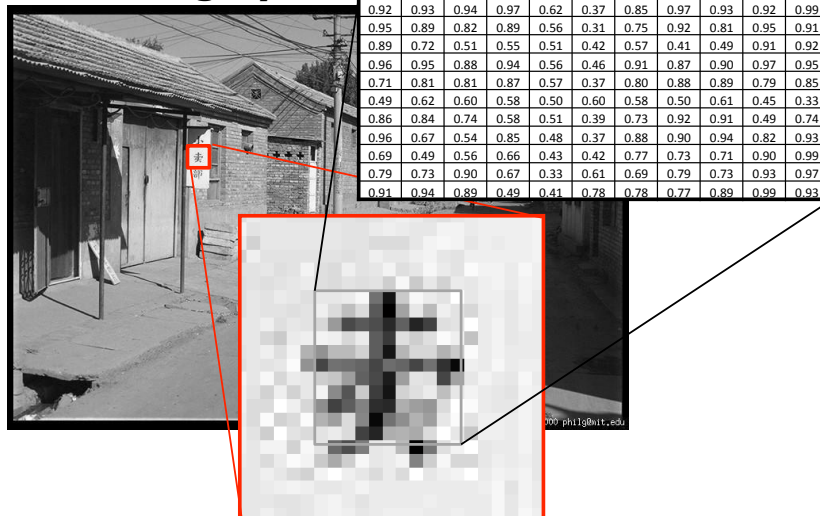 0.92 0.93 0.94 0.97 0.62 0.37 0.85 0.97 0.93 0.92 0.99
0.95 0.89 0.82 0.89 0.56 0.31 0.75 0.92 0.81 0.95 0.91
0.89 0.72 0.51 0.55 0.51 0.42 0.57 0.41 0.49 0.91 0.92
0.96 0.95 0.88 0.94 0.56 0.46 0.91 0.87 0.90 0.97 0.95
0.71 0.81 0.81 0.87 0.57 0.37 0.80 0.88 0.89 0.79 0.85
0.49 0.62 0.60 0.58 0.50 0.60 0.58 0.50 0.61 0.45 0.33
0.86 0.84 0.74 0.58 0.51 0.39 0.73 0.92 0.91 0.49 0.74
0.96 0.67 0.54 0.85 0.48 0.37 0.88 0.90 0.94 0.82 0.93
0.69 0.49 0.56 0.66 0.43 0.42 0.77 0.73 0.71 0.90 0.99
0.79 0.73 0.90 0.67 0.33 0.61 0.69 0.79 0.73 0.93 0.97
0.91 0.94 0.89 0.49 0.41 0.78 0.78 0.77 0.89 0.99 0.93
卖
部
philg@mit.edu